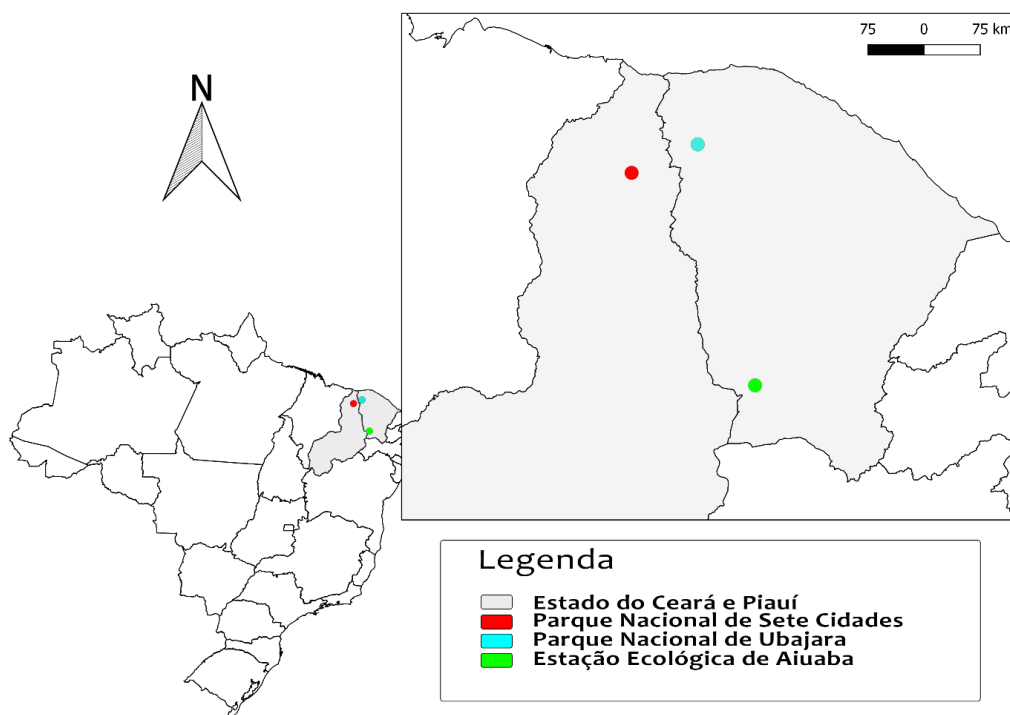 75 0 75 km
N
Legenda
Estado do Ceará e Piauí
Parque Nacional de Sete Cidades
Parque Nacional de Ubajara
Estação Ecológica de Aiuaba